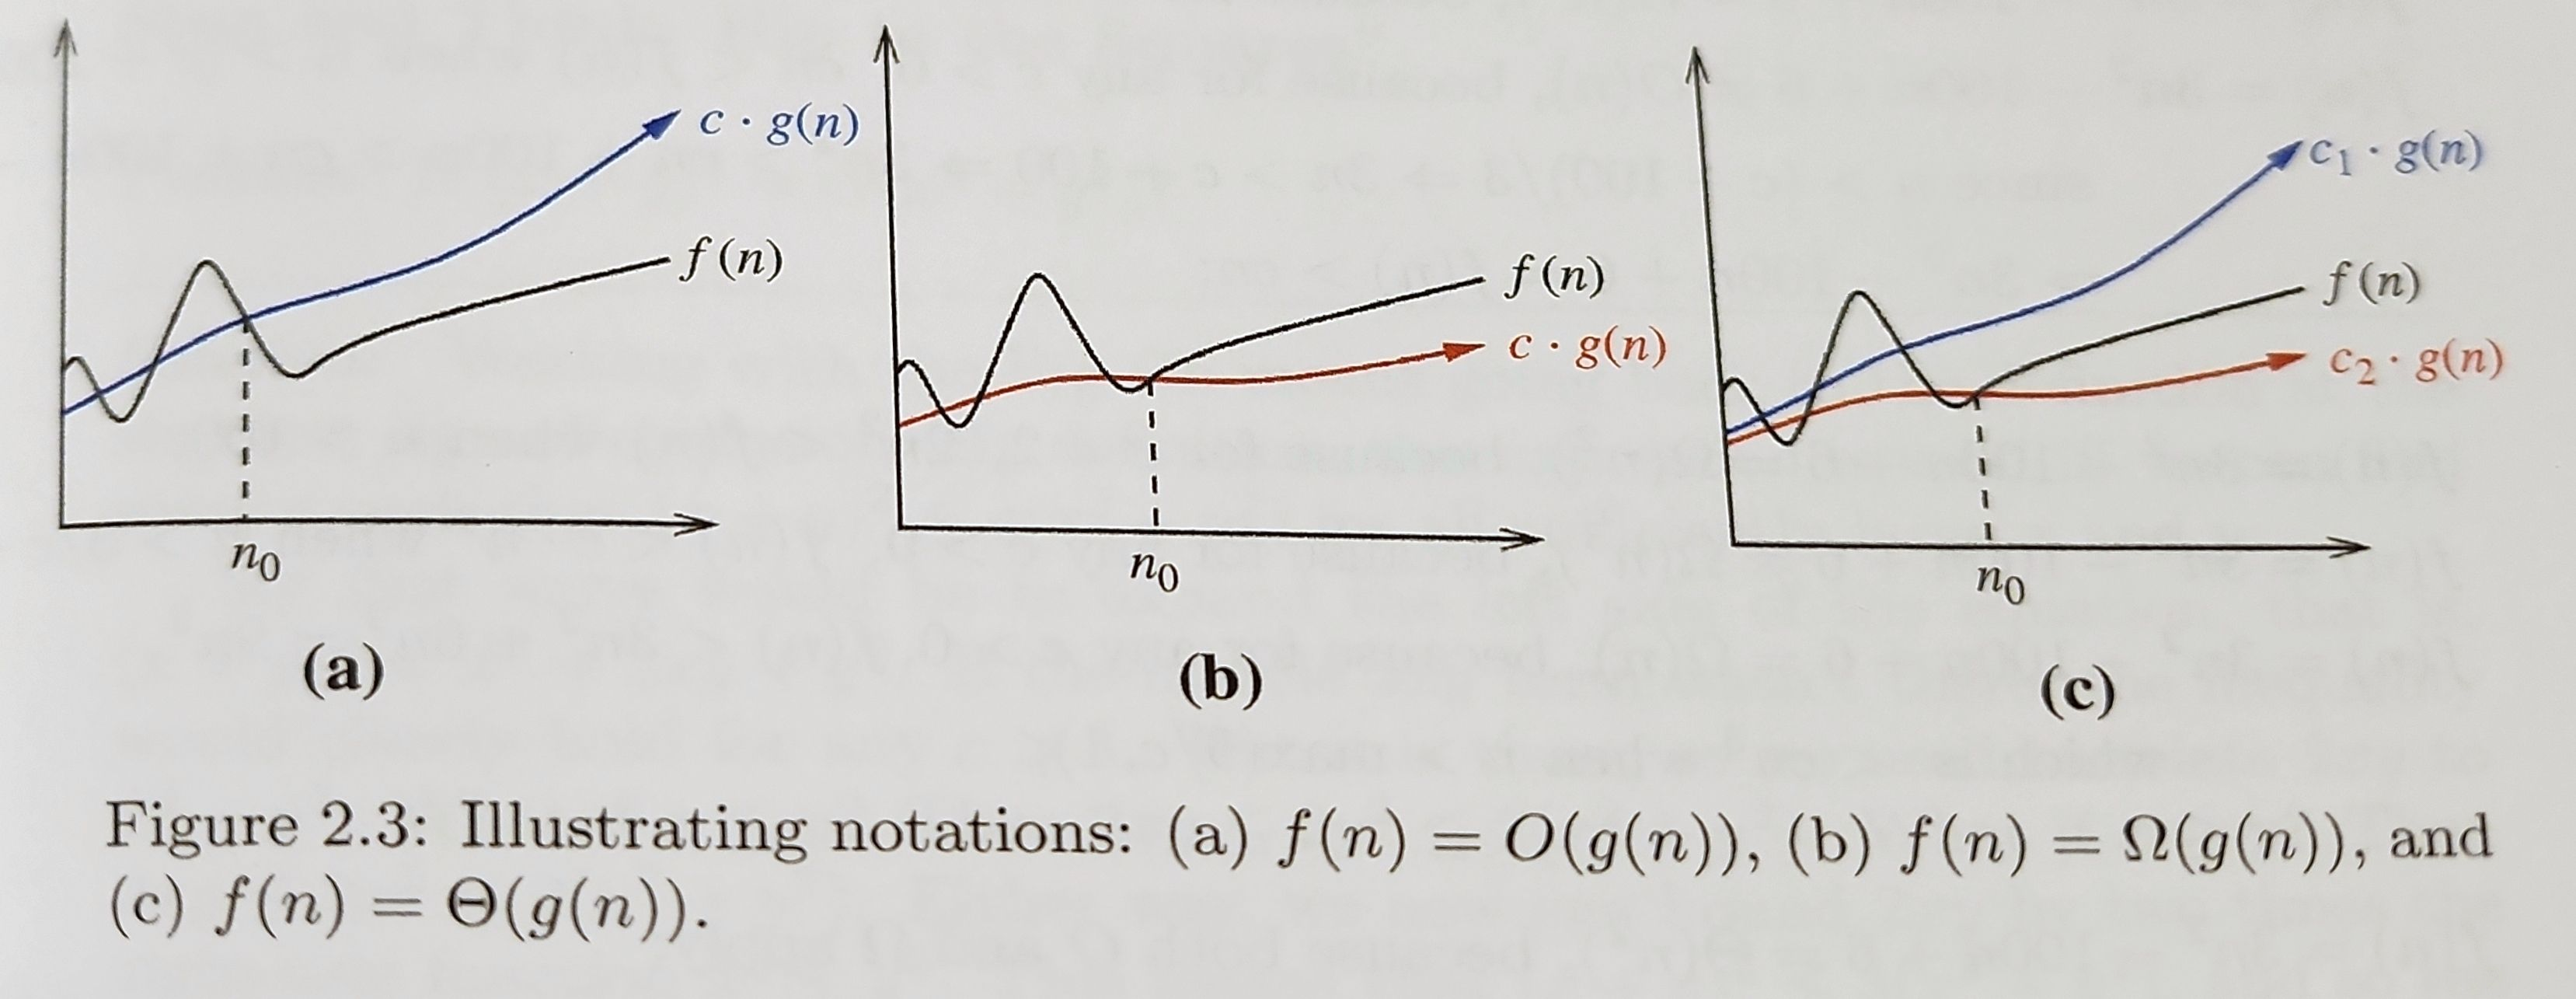 c · g(n)
f(n)
n₀
(a)
f(n)
c · g(n)
n₀
(b)
c₁ · g(n)
f(n)
c₂ · g(n)
n₀
(c)
Figure 2.3: Illustrating notations: (a) f(n) = O(g(n)), (b) f(n) = Ω(g(n)), and
(c) f(n) = Θ(g(n)).